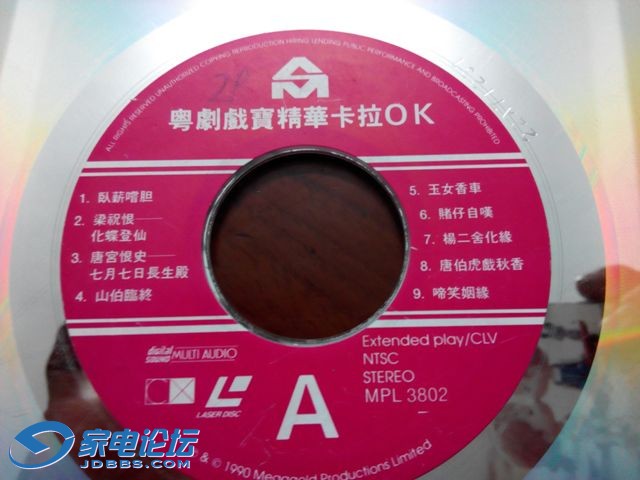 ALL RIGHTS RESERVED UNAUTHORIZED COPYING REPRODUCTION HIRING LENDING PUBLIC PERFORMANCE AND BROADCASTING PROHIBITED
粵劇戲寶精華卡拉OK
1. 臥薪嚐胆
2. 梁祝恨——
化蝶登仙
3. 唐宮恨史——
七月七日長生殿
4. 山伯臨終
5. 玉女香車
6. 賭仔自嘆
7. 楊二舍化緣
8. 唐伯虎戲秋香
9. 啼笑姻緣
digital SOUND MULTI AUDIO
LASER DISC
A
Extended play/CLV
NTSC
STEREO
MPL 3802
& © 1990 Megagold Productions Limited
家电论坛
JDBBS.COM